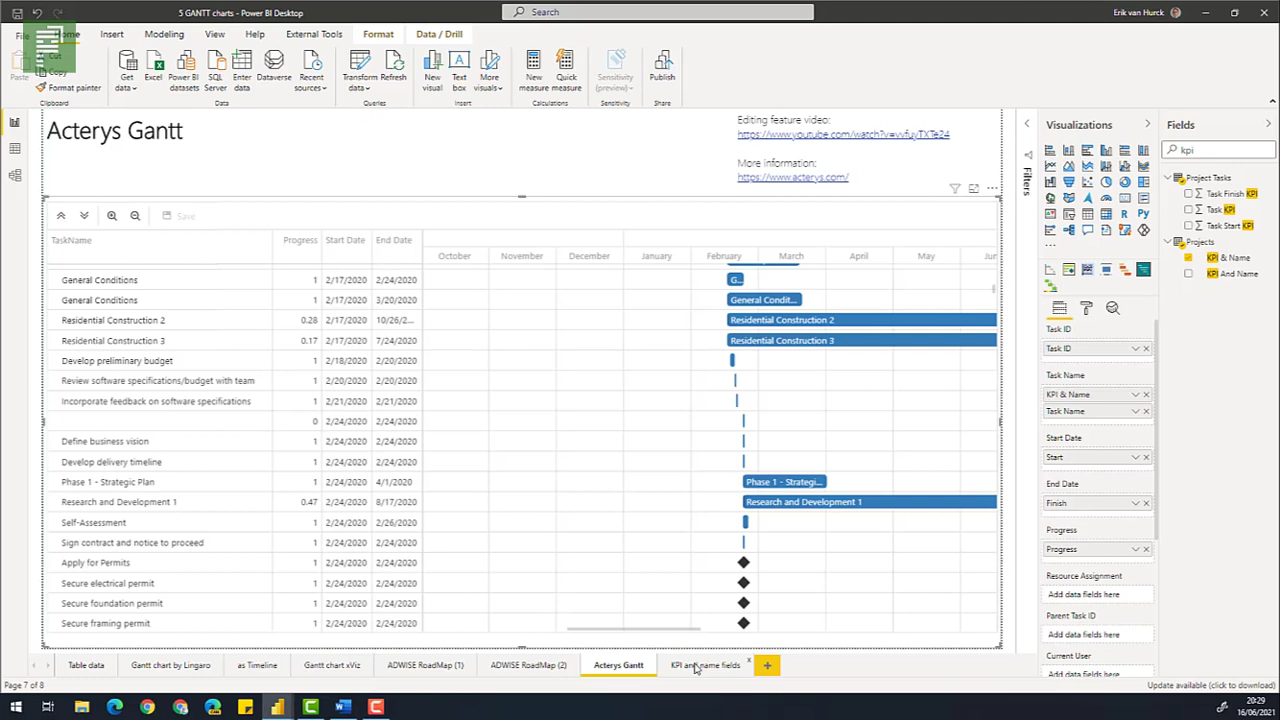 5 GANTT charts - Power BI Desktop
Search
Erik van Hurck
File
Home
Insert
Modeling
View
Help
External Tools
Format
Data / Drill
Paste
Cut
Copy
Format painter
Get data
Excel
Power BI datasets
SQL Server
Enter data
Dataverse
Recent sources
Transform data
Refresh
New visual
Text box
More visuals
New measure
Quick measure
Sensitivity (preview)
Publish
Clipboard
Data
Queries
Insert
Calculations
Sensitivity
Share
Acterys Gantt
Editing feature video:
https://www.youtube.com/watch?v=vvfuyTXTe24
More information:
https://www.acterys.com/
Save
TaskName Progress Start Date End Date
October November December January February March April May Jun
General Conditions 1 2/17/2020 2/24/2020 G...
General Conditions 1 2/17/2020 3/20/2020 General Condit...
Residential Construction 2 0.28 2/17/2020 10/26/2... Residential Construction 2
Residential Construction 3 0.17 2/17/2020 7/24/2020 Residential Construction 3
Develop preliminary budget 1 2/18/2020 2/20/2020
Review software specifications/budget with team 1 2/20/2020 2/20/2020
Incorporate feedback on software specifications 1 2/21/2020 2/21/2020
0 2/24/2020 2/24/2020
Define business vision 1 2/24/2020 2/24/2020
Develop delivery timeline 1 2/24/2020 2/24/2020
Phase 1 - Strategic Plan 1 2/24/2020 4/1/2020 Phase 1 - Strategi...
Research and Development 1 0.47 2/24/2020 8/17/2020 Research and Development 1
Self-Assessment 1 2/24/2020 2/26/2020
Sign contract and notice to proceed 1 2/24/2020 2/24/2020
Apply for Permits 1 2/24/2020 2/24/2020
Secure electrical permit 1 2/24/2020 2/24/2020
Secure foundation permit 1 2/24/2020 2/24/2020
Secure framing permit 1 2/24/2020 2/24/2020
Filters
Visualizations
Task ID
Task ID
Task Name
KPI & Name
Task Name
Start Date
Start
End Date
Finish
Progress
Progress
Resource Assignment
Add data fields here
Parent Task ID
Add data fields here
Current User
Add data fields here
Fields
kpi
Project Tasks
Task Finish KPI
Task KPI
Task Start KPI
Projects
KPI & Name
KPI And Name
Table data
Gantt chart by Lingaro
as Timeline
Gantt chart xViz
ADWISE RoadMap (1)
ADWISE RoadMap (2)
Acterys Gantt
KPI and name fields
Page 7 of 8
Update available (click to download)
20:29
16/06/2021